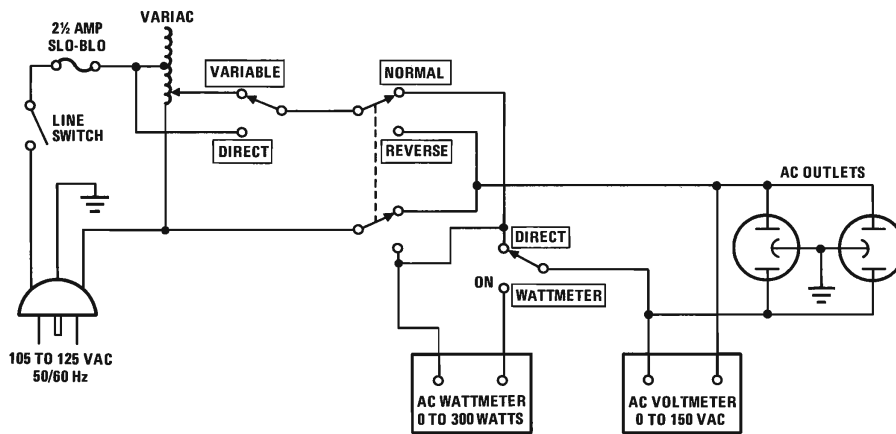 VARIAC
2½ AMP
SLO-BLO
VARIABLE
NORMAL
LINE
SWITCH
DIRECT
REVERSE
AC OUTLETS
DIRECT
ON
WATTMETER
105 TO 125 VAC
50/60 Hz
AC WATTMETER
0 TO 300 WATTS
AC VOLTMETER
0 TO 150 VAC